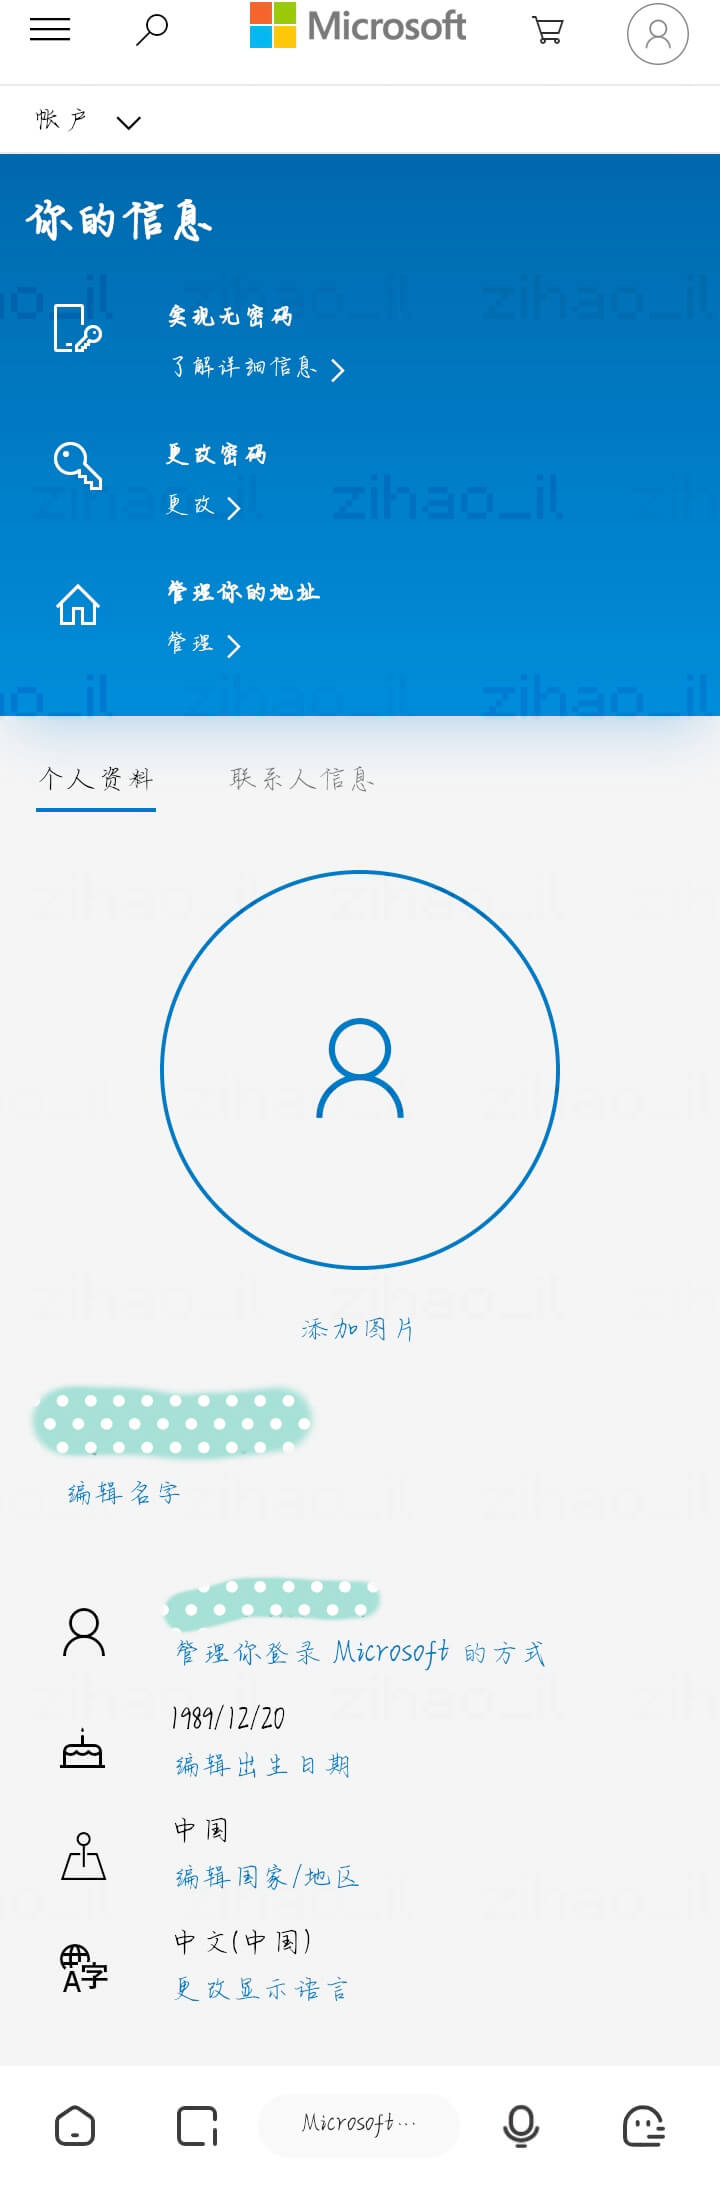 Microsoft
帐户
你的信息
实现无密码
了解详细信息
更改密码
更改
管理你的地址
管理
个人资料 联系人信息
添加图片
编辑名字
管理你登录 Microsoft 的方式
1989/12/20
编辑出生日期
中国
编辑国家/地区
中文(中国)
更改显示语言
Microsoft…
zihao_il